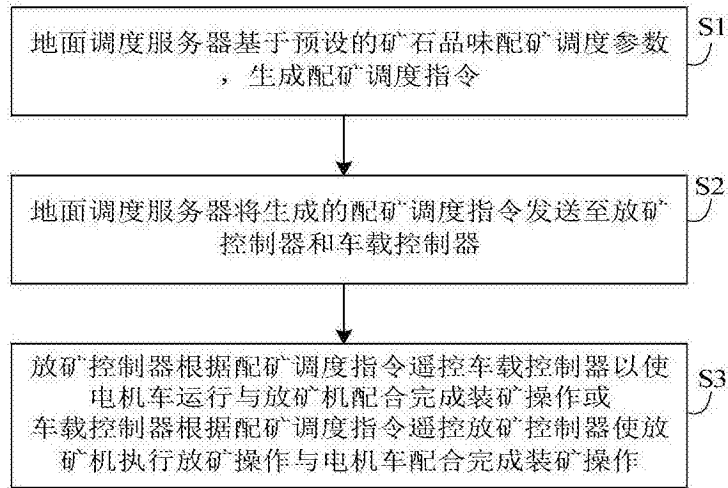 S1
地面调度服务器基于预设的矿石品味配矿调度参数
，生成配矿调度指令
S2
地面调度服务器将生成的配矿调度指令发送至放矿
控制器和车载控制器
S3
放矿控制器根据配矿调度指令遥控车载控制器以使
电机车运行与放矿机配合完成装矿操作或
车载控制器根据配矿调度指令遥控放矿控制器使放
矿机执行放矿操作与电机车配合完成装矿操作